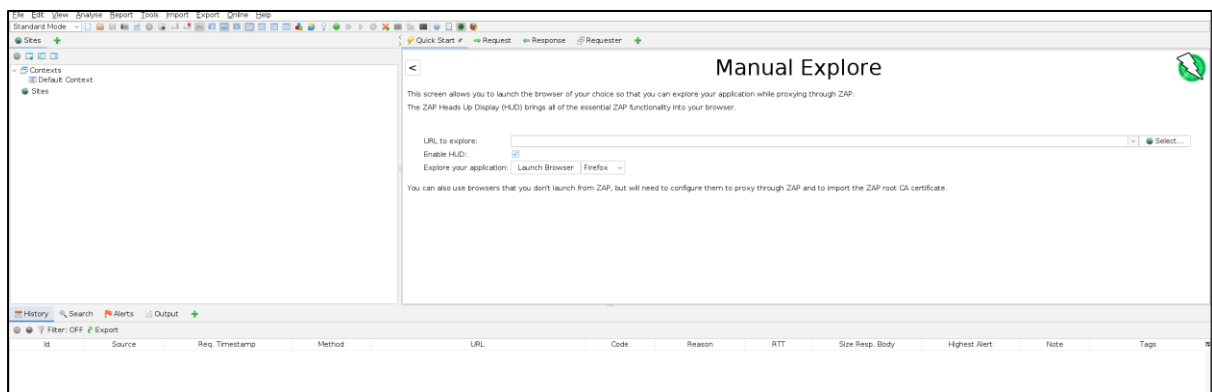 File Edit View Analyse Report Tools Import Export Online Help
Standard Mode
Sites
Quick Start Request Response Requester
Contexts
Default Context
Sites
<
Manual Explore
This screen allows you to launch the browser of your choice so that you can explore your application while proxying through ZAP.
The ZAP Heads Up Display (HUD) brings all of the essential ZAP functionality into your browser.
URL to explore: Select...
Enable HUD:
Explore your application: Launch Browser Firefox
You can also use browsers that you don't launch from ZAP, but will need to configure them to proxy through ZAP and to import the ZAP root CA certificate.
History Search Alerts Output
Filter: OFF Export
Id Source Req. Timestamp Method URL Code Reason RTT Size Resp. Body Highest Alert Note Tags